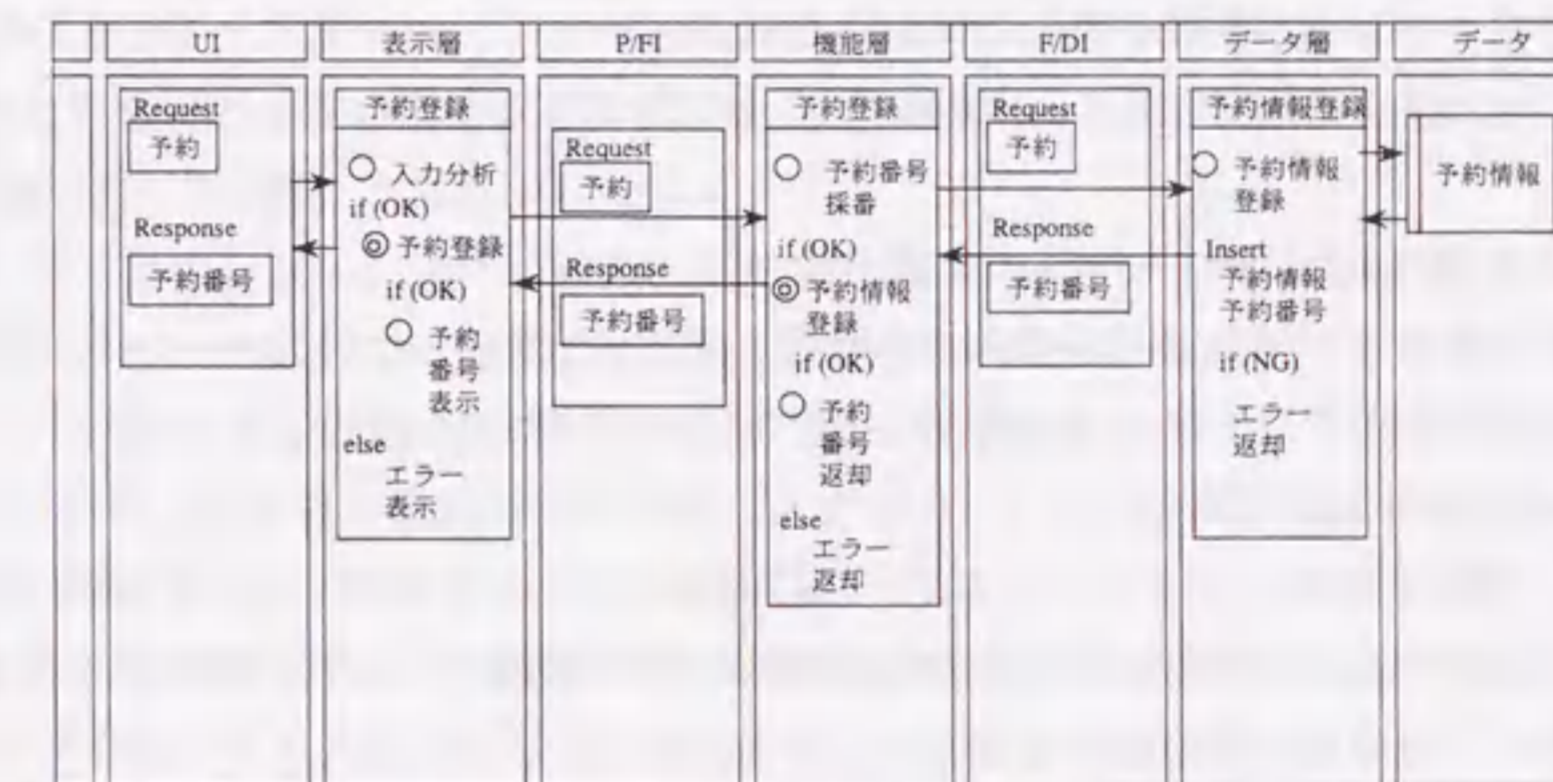 UI
表示層
P/FI
機能層
F/DI
データ層
データ
Request
予約
Response
予約番号
予約登録
入力分析
if (OK)
予約登録
if (OK)
予約
番号
表示
else
エラー
表示
Request
予約
Response
予約番号
予約登録
予約番号
採番
if (OK)
予約情報
登録
if (OK)
予約
番号
返却
else
エラー
返却
Request
予約
Response
予約番号
予約情報登録
予約情報
登録
Insert
予約情報
予約番号
if (NG)
エラー
返却
予約情報